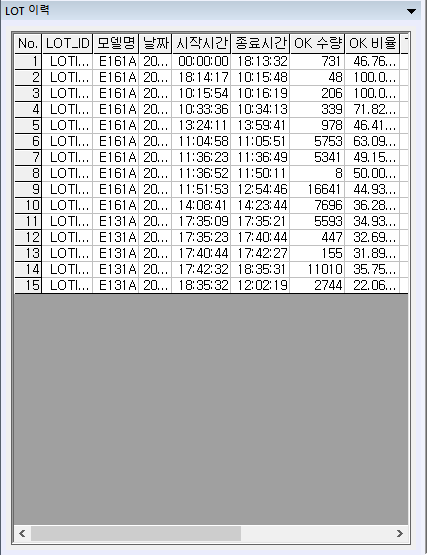 LOT 이력
No. LOT_ID 모델명 날짜 시작시간 종료시간 OK 수량 OK 비율
1 LOTI... E161A 20... 00:00:00 18:13:32 731 46.76...
2 LOTI... E161A 20... 18:14:17 10:15:48 48 100.0...
3 LOTI... E161A 20... 10:15:54 10:16:19 206 100.0...
4 LOTI... E161A 20... 10:33:36 10:34:13 339 71.82...
5 LOTI... E161A 20... 13:24:11 13:59:41 978 46.41...
6 LOTI... E161A 20... 11:04:58 11:05:51 5753 63.09...
7 LOTI... E161A 20... 11:36:23 11:36:49 5341 49.15...
8 LOTI... E161A 20... 11:36:52 11:50:11 8 50.00...
9 LOTI... E161A 20... 11:51:53 12:54:46 16641 44.93...
10 LOTI... E161A 20... 14:08:41 14:23:44 7696 36.28...
11 LOTI... E131A 20... 17:35:09 17:35:21 5593 34.93...
12 LOTI... E131A 20... 17:35:23 17:40:44 447 32.69...
13 LOTI... E131A 20... 17:40:44 17:42:27 155 31.89...
14 LOTI... E131A 20... 17:42:32 18:35:31 11010 35.75...
15 LOTI... E131A 20... 18:35:32 12:02:19 2744 22.06...